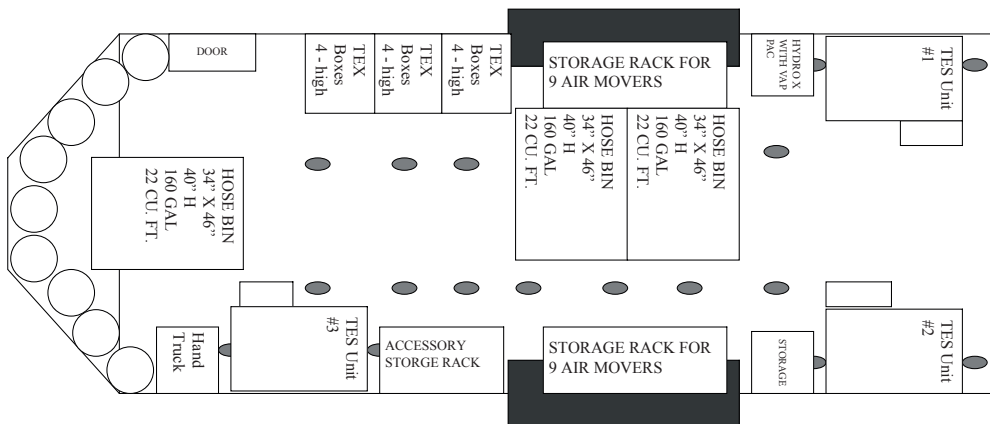 DOOR
TEX
Boxes
4 - high
TEX
Boxes
4 - high
TEX
Boxes
4 - high
STORAGE RACK FOR
9 AIR MOVERS
HYDRO X
WITH VAP
PAC
TES Unit
#1
HOSE BIN
34” X 46”
40” H
160 GAL
22 CU. FT.
HOSE BIN
34” X 46”
40” H
160 GAL
22 CU. FT.
HOSE BIN
34” X 46”
40” H
160 GAL
22 CU. FT.
Hand
Truck
TES Unit
#3
ACCESSORY
STORGE RACK
STORAGE RACK FOR
9 AIR MOVERS
STORAGE
TES Unit
#2